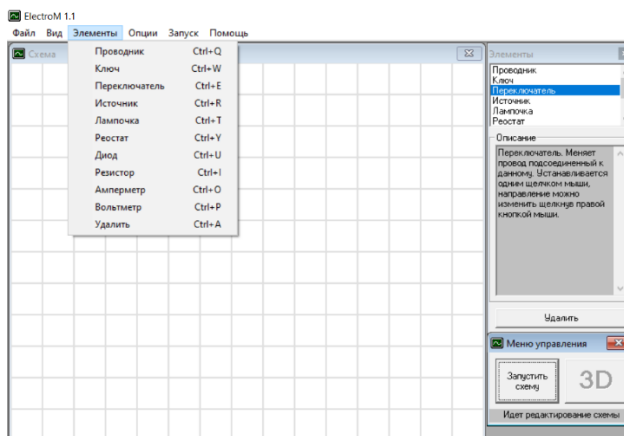 ElectroM 1.1
Файл Вид Элементы Опции Запуск Помощь
Схема
Проводник Ctrl+Q
Ключ Ctrl+W
Переключатель Ctrl+E
Источник Ctrl+R
Лампочка Ctrl+T
Реостат Ctrl+Y
Диод Ctrl+U
Резистор Ctrl+I
Амперметр Ctrl+O
Вольтметр Ctrl+P
Удалить Ctrl+A
Элементы
Проводник
Ключ
Переключатель
Источник
Лампочка
Реостат
Описание
Переключатель. Меняет
провод подсоединенный к
данному. Устанавливается
одним щелчком мыши,
направление можно
изменить щелкнув правой
кнопкой мыши.
Удалить
Меню управления
Запустить
схему
3D
Идет редактирование схемы